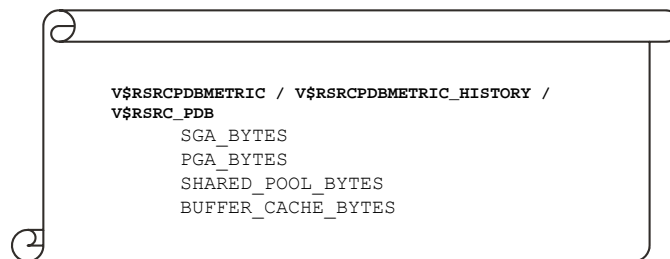 V$RSRCPDBMETRIC / V$RSRCPDBMETRIC_HISTORY /
V$RSRC_PDB
SGA_BYTES
PGA_BYTES
SHARED_POOL_BYTES
BUFFER_CACHE_BYTES